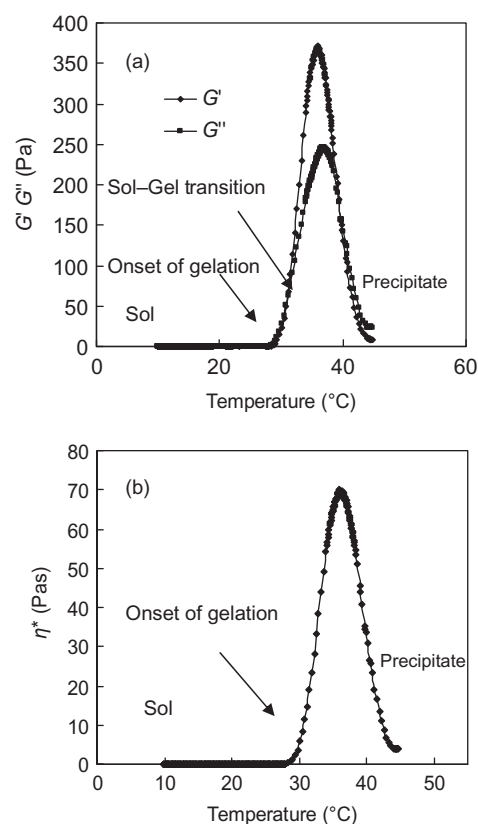 400
350
300
250
200
150
100
50
0
G' G'' (Pa)
(a)
G'
G''
Sol–Gel transition
Onset of gelation
Sol
Precipitate
0 20 40 60
Temperature (°C)
80
70
60
50
40
30
20
10
0
η* (Pas)
(b)
Onset of gelation
Sol
Precipitate
0 10 20 30 40 50
Temperature (°C)